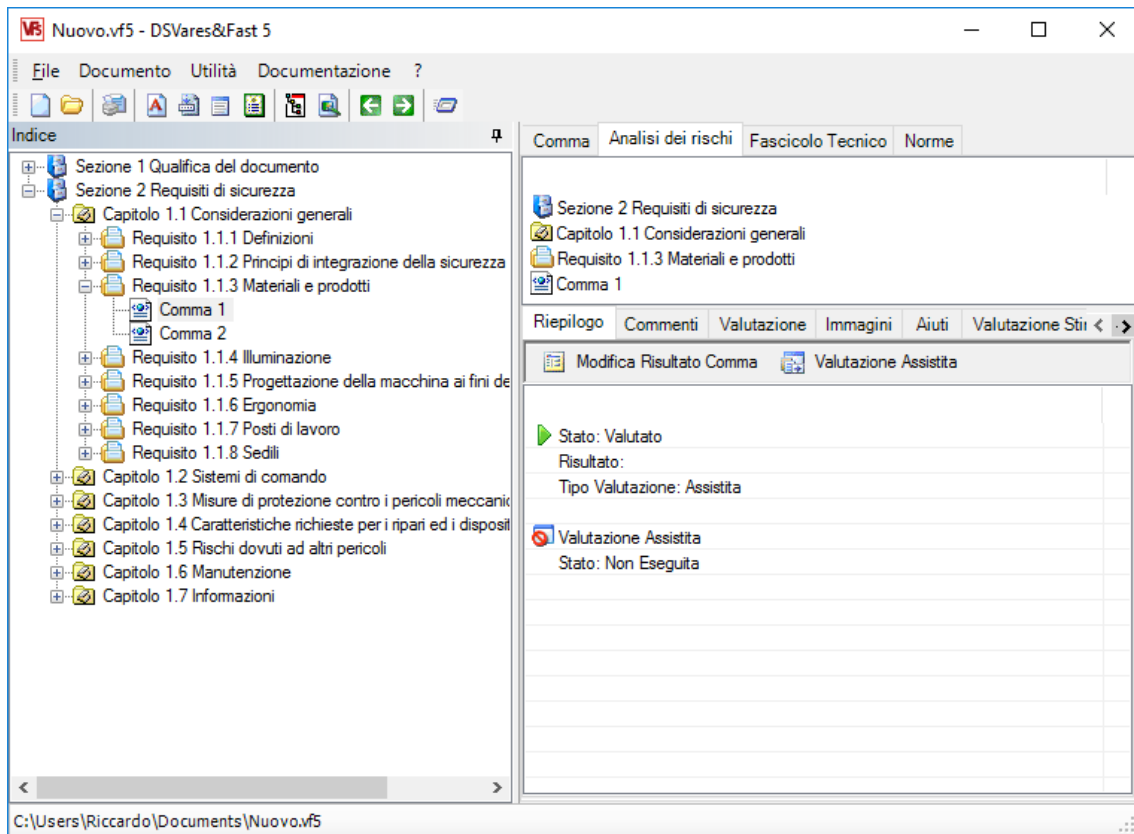 VFs Nuovo.vf5 - DSVares&Fast 5
File Documento Utilità Documentazione ?
Indice
Sezione 1 Qualifica del documento
Sezione 2 Requisiti di sicurezza
Capitolo 1.1 Considerazioni generali
Requisito 1.1.1 Definizioni
Requisito 1.1.2 Principi di integrazione della sicurezza
Requisito 1.1.3 Materiali e prodotti
Comma 1
Comma 2
Requisito 1.1.4 Illuminazione
Requisito 1.1.5 Progettazione della macchina ai fini de
Requisito 1.1.6 Ergonomia
Requisito 1.1.7 Posti di lavoro
Requisito 1.1.8 Sedili
Capitolo 1.2 Sistemi di comando
Capitolo 1.3 Misure di protezione contro i pericoli meccanic
Capitolo 1.4 Caratteristiche richieste per i ripari ed i disposit
Capitolo 1.5 Rischi dovuti ad altri pericoli
Capitolo 1.6 Manutenzione
Capitolo 1.7 Informazioni
Comma Analisi dei rischi Fascicolo Tecnico Norme
Sezione 2 Requisiti di sicurezza
Capitolo 1.1 Considerazioni generali
Requisito 1.1.3 Materiali e prodotti
Comma 1
Riepilogo Commenti Valutazione Immagini Aiuti Valutazione Sti
Modifica Risultato Comma Valutazione Assistita
Stato: Valutato
Risultato:
Tipo Valutazione: Assistita
Valutazione Assistita
Stato: Non Eseguita
C:\Users\Riccardo\Documents\Nuovo.vf5